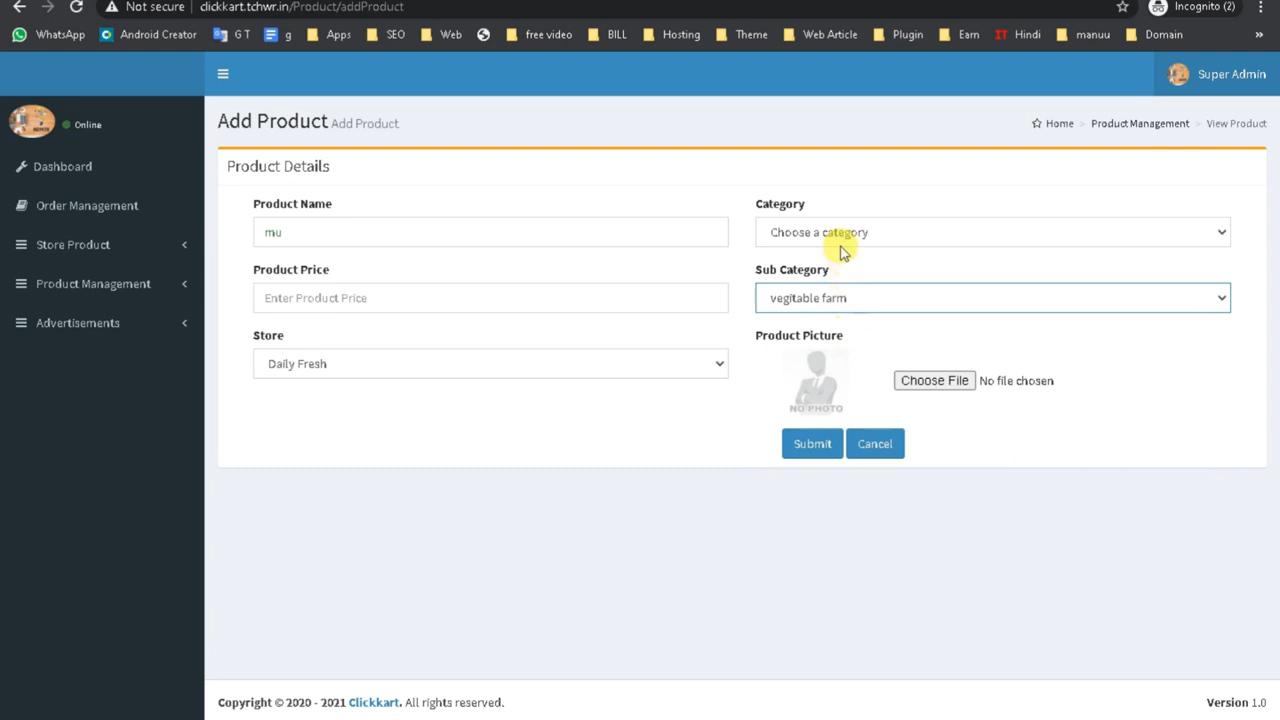 Not secure clickkart.tchwr.in/Product/addProduct Incognito (2)
WhatsApp Android Creator G T g Apps SEO Web free video BILL Hosting Theme Web Article Plugin Earn IT Hindi manuu Domain »
Super Admin
Online
Dashboard
Order Management
Store Product
Product Management
Advertisements
Add Product Add Product
Home > Product Management > View Product
Product Details
Product Name
mu
Category
Choose a category
Product Price
Enter Product Price
Sub Category
vegitable farm
Store
Daily Fresh
Product Picture
NO PHOTO
Choose File No file chosen
Submit Cancel
Copyright © 2020 - 2021 Clickkart. All rights reserved.
Version 1.0